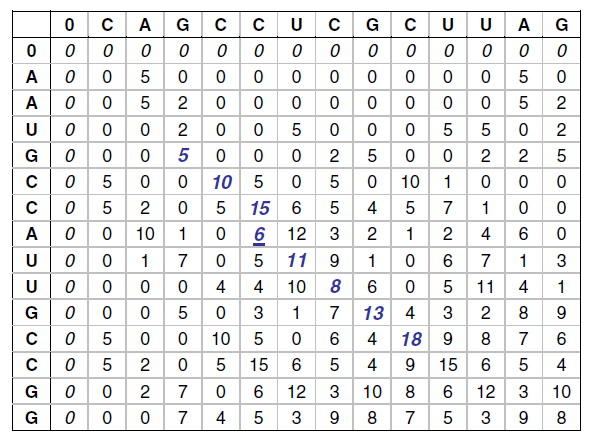 0 C A G C C U C G C U U A G
0 0 0 0 0 0 0 0 0 0 0 0 0 0 0
A 0 0 5 0 0 0 0 0 0 0 0 0 5 0
A 0 0 5 2 0 0 0 0 0 0 0 0 5 2
U 0 0 0 2 0 0 5 0 0 0 5 5 0 2
G 0 0 0 5 0 0 0 2 5 0 0 2 2 5
C 0 5 0 0 10 5 0 5 0 10 1 0 0 0
C 0 5 2 0 5 15 6 5 4 5 7 1 0 0
A 0 0 10 1 0 6 12 3 2 1 2 4 6 0
U 0 0 1 7 0 5 11 9 1 0 6 7 1 3
U 0 0 0 0 4 4 10 8 6 0 5 11 4 1
G 0 0 0 5 0 3 1 7 13 4 3 2 8 9
C 0 5 0 0 10 5 0 6 4 18 9 8 7 6
C 0 5 2 0 5 15 6 5 4 9 15 6 5 4
G 0 0 2 7 0 6 12 3 10 8 6 12 3 10
G 0 0 0 7 4 5 3 9 8 7 5 3 9 8